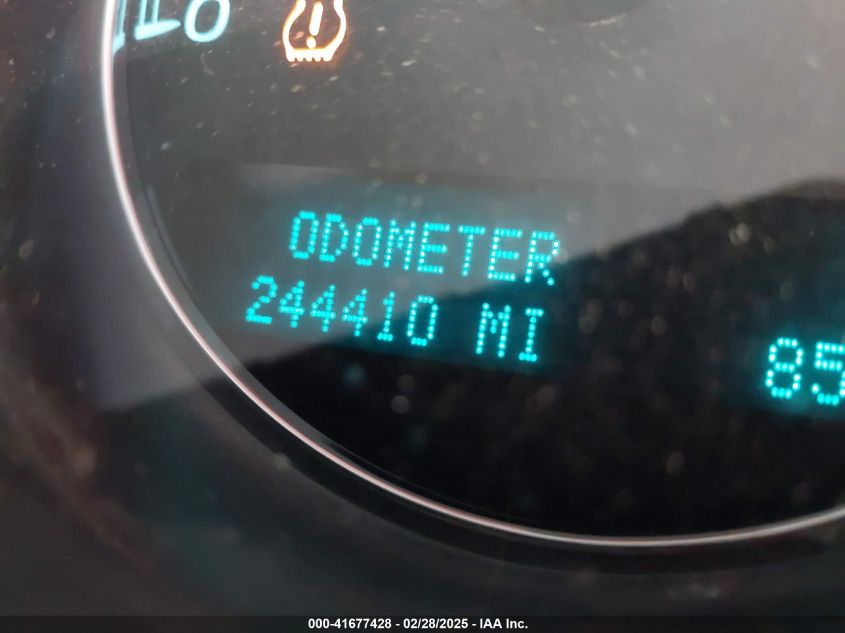 ODOMETER
244410 MI
85
000-41677428 - 02/28/2025 - IAA Inc.